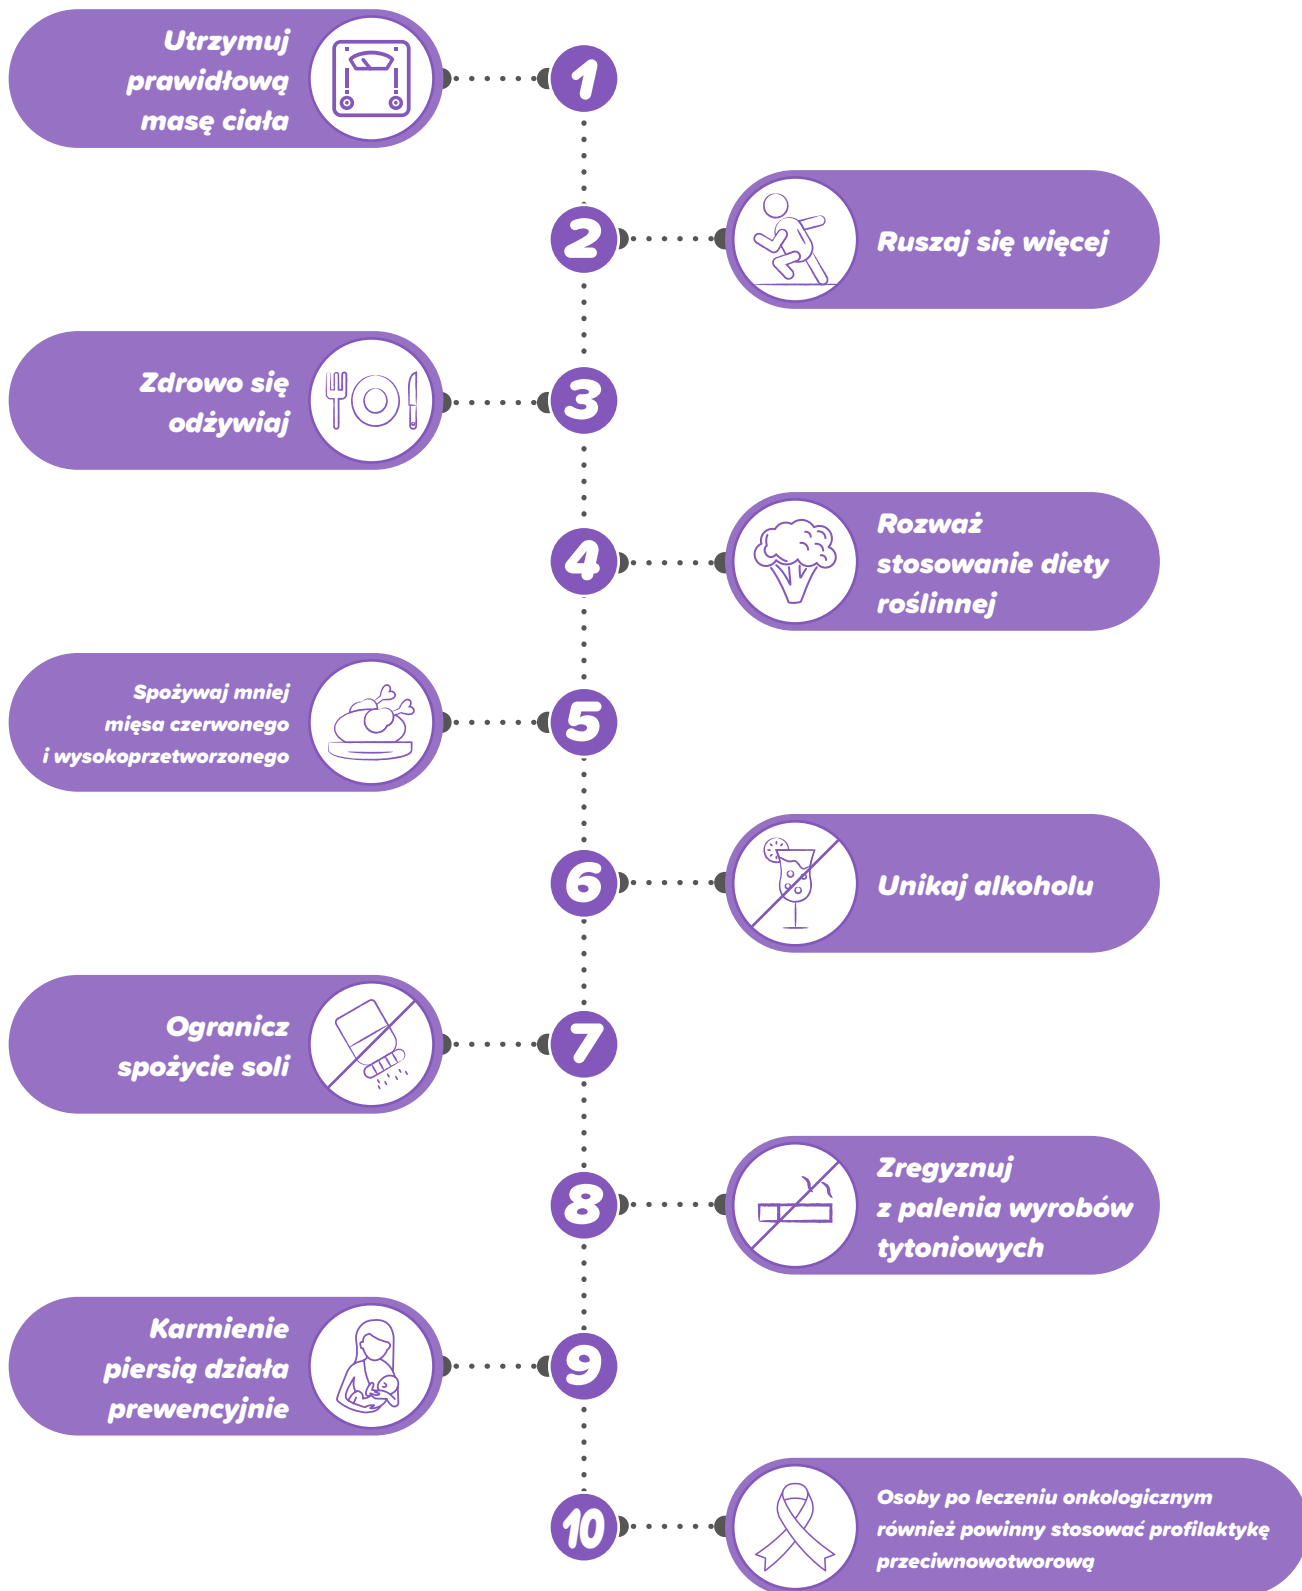 Utrzymuj
prawidłową
masę ciała
1
2
Ruszaj się więcej
Zdrowo się
odżywiaj
3
4
Rozważ
stosowanie diety
roślinnej
Spożywaj mniej
mięsa czerwonego
i wysokoprzetworzonego
5
6
Unikaj alkoholu
Ogranicz
spożycie soli
7
8
Zregyznuj
z palenia wyrobów
tytoniowych
Karmienie
piersią działa
prewencyjnie
9
10
Osoby po leczeniu onkologicznym
również powinny stosować profilaktykę
przeciwnowotworową